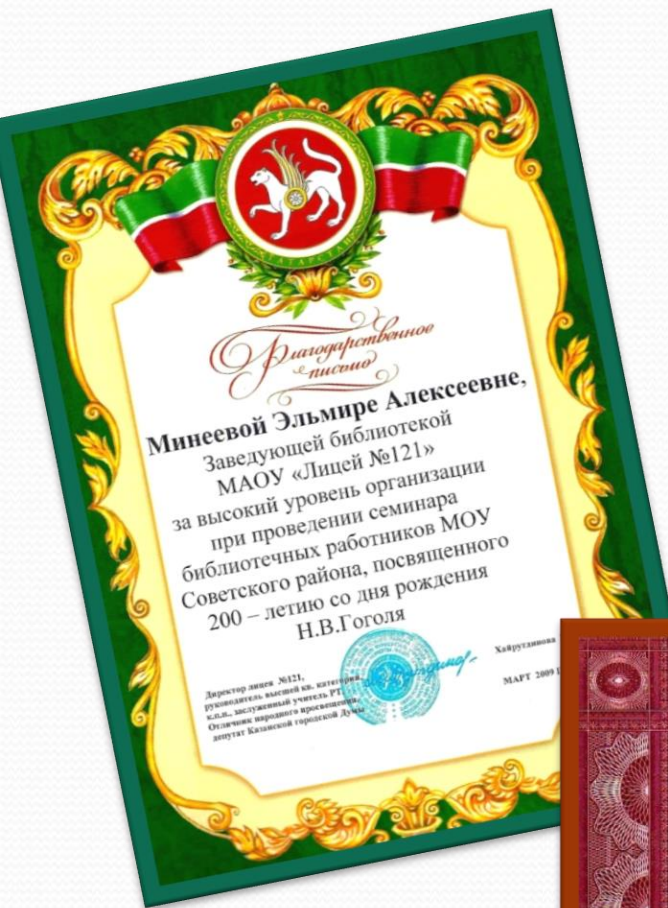 ТАТАРСТАН
Благодарственное
письмо
Минеевой Эльмире Алексеевне,
Заведующей библиотекой
МАОУ «Лицей №121»
за высокий уровень организации
при проведении семинара
библиотечных работников МОУ
Советского района, посвященного
200 – летию со дня рождения
Н.В.Гоголя
Директор лицея №121,
руководитель высшей кв. категории,
к.п.н., заслуженный учитель РТ,
Отличник народного просвещения,
депутат Казанской городской Думы
Хайрутдинова
МАРТ 2009